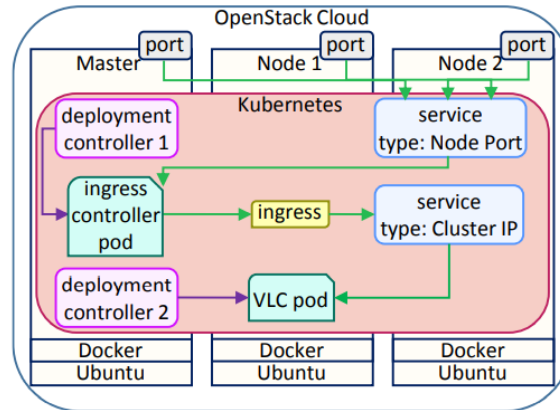 OpenStack Cloud
port
port
port
Master
Node 1
Node 2
Kubernetes
deployment
controller 1
service
type: Node Port
ingress
controller
pod
ingress
service
type: Cluster IP
deployment
controller 2
VLC pod
Docker
Docker
Docker
Ubuntu
Ubuntu
Ubuntu